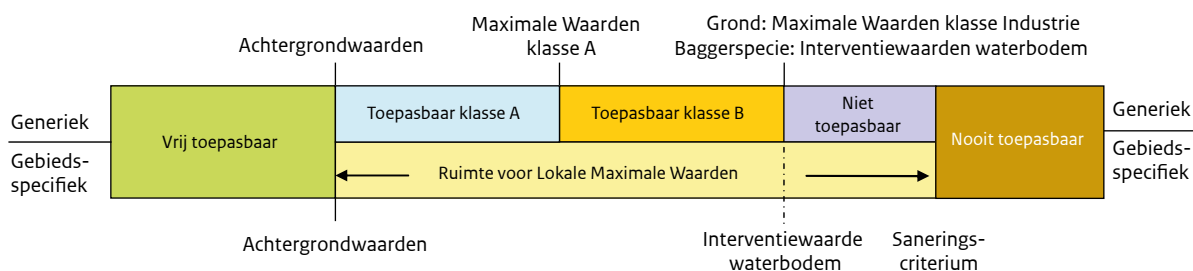 Achtergrondwaarden
Maximale Waarden
klasse A
Grond: Maximale Waarden klasse Industrie
Baggerspecie: Interventiewaarden waterbodem
Generiek
Gebieds-
specifiek
Vrij toepasbaar
Toepasbaar klasse A
Toepasbaar klasse B
Niet
toepasbaar
Nooit toepasbaar
Ruimte voor Lokale Maximale Waarden
Generiek
Gebieds-
specifiek
Achtergrondwaarden
Interventiewaarde
waterbodem
Sanerings-
criterium